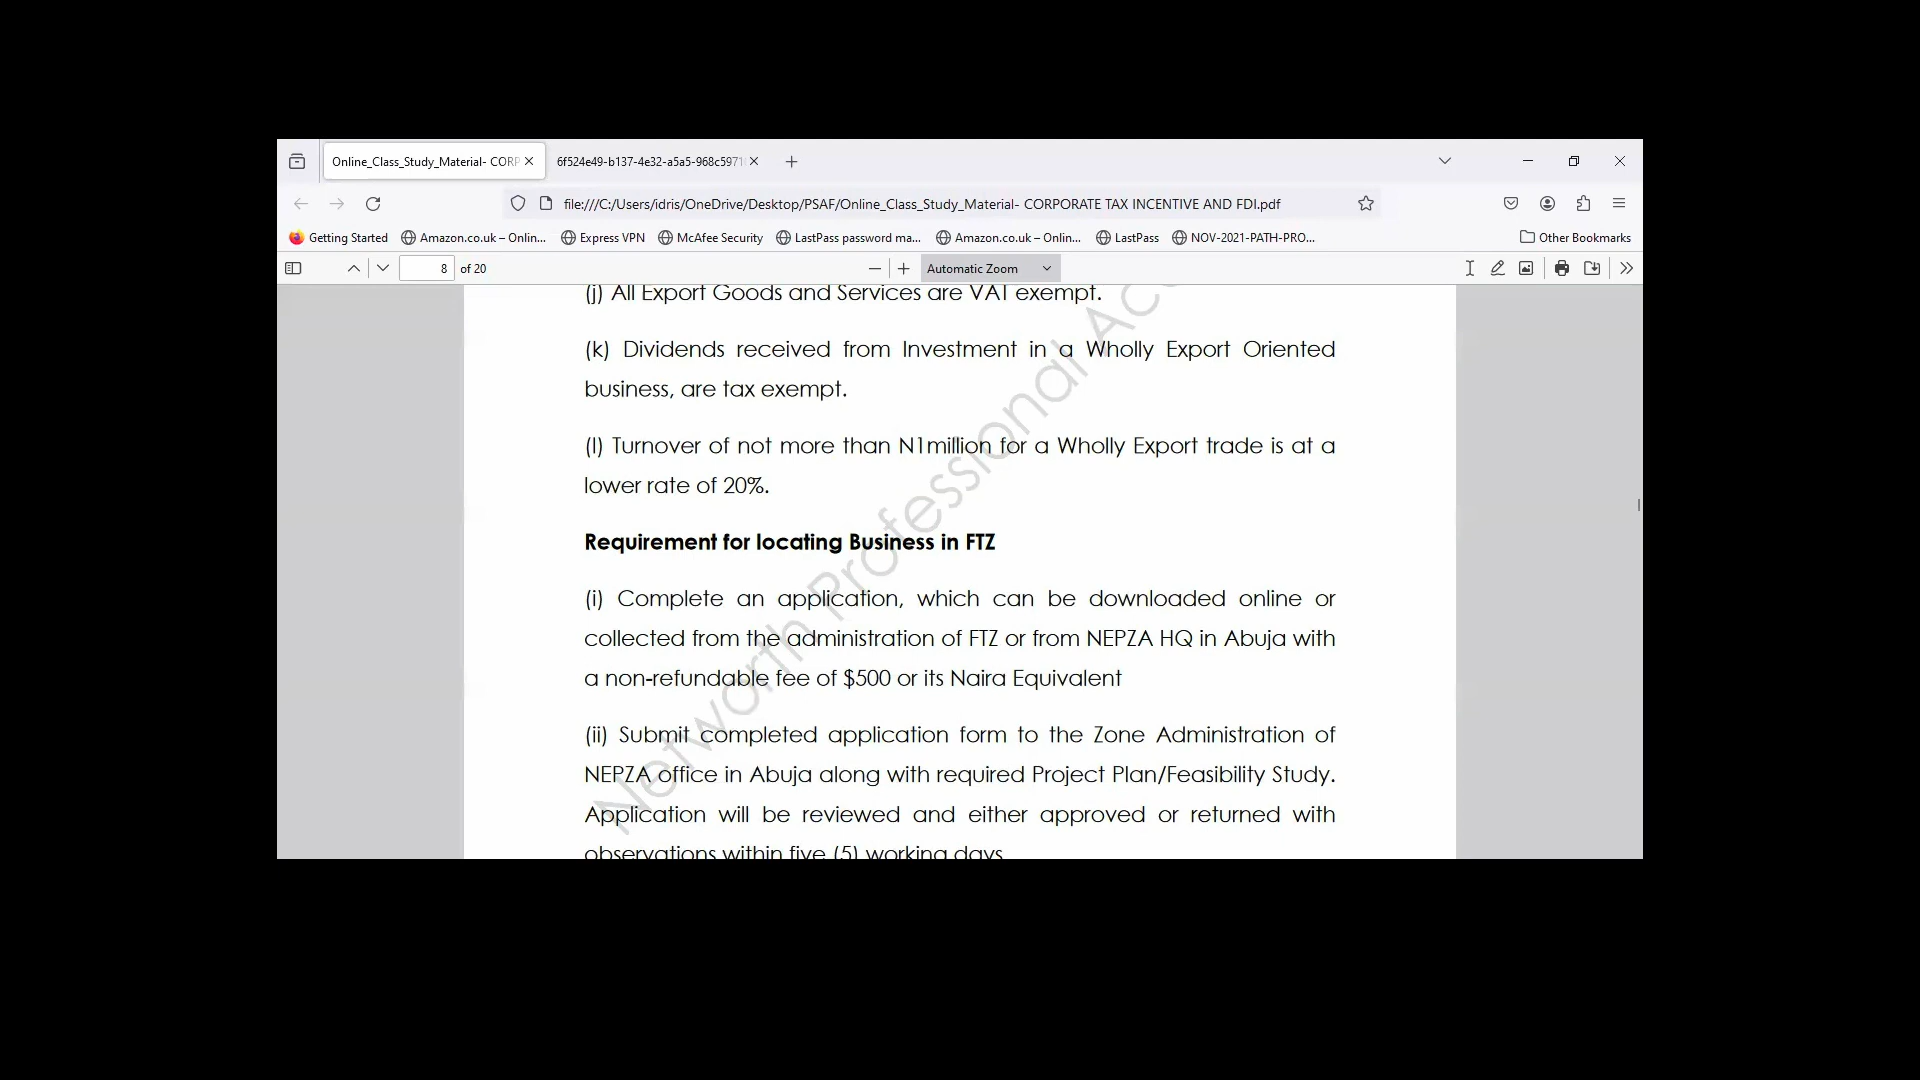 Online_Class_Study_Material- CORP
6f524e49-b137-4e32-a5a5-968c5971
file:///C:/Users/idris/OneDrive/Desktop/PSAF/Online_Class_Study_Material- CORPORATE TAX INCENTIVE AND FDI.pdf
Getting Started Amazon.co.uk – Onlin... Express VPN McAfee Security LastPass password ma... Amazon.co.uk – Onlin... LastPass NOV-2021-PATH-PRO... Other Bookmarks
8 of 20 Automatic Zoom
(j) All Export Goods and Services are VAT exempt.
(k) Dividends received from Investment in a Wholly Export Oriented
business, are tax exempt.
(l) Turnover of not more than N1million for a Wholly Export trade is at a
lower rate of 20%.
Requirement for locating Business in FTZ
(i) Complete an application, which can be downloaded online or
collected from the administration of FTZ or from NEPZA HQ in Abuja with
a non-refundable fee of $500 or its Naira Equivalent
(ii) Submit completed application form to the Zone Administration of
NEPZA office in Abuja along with required Project Plan/Feasibility Study.
Application will be reviewed and either approved or returned with
observations within five (5) working days
Networth Professional Ac